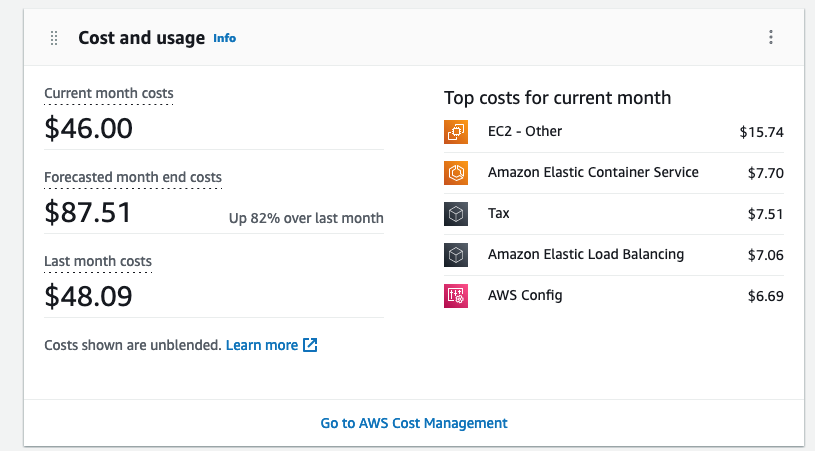 Cost and usage Info
Current month costs
$46.00
Forecasted month end costs
$87.51 Up 82% over last month
Last month costs
$48.09
Costs shown are unblended. Learn more
Top costs for current month
EC2 - Other $15.74
Amazon Elastic Container Service $7.70
Tax $7.51
Amazon Elastic Load Balancing $7.06
AWS Config $6.69
Go to AWS Cost Management